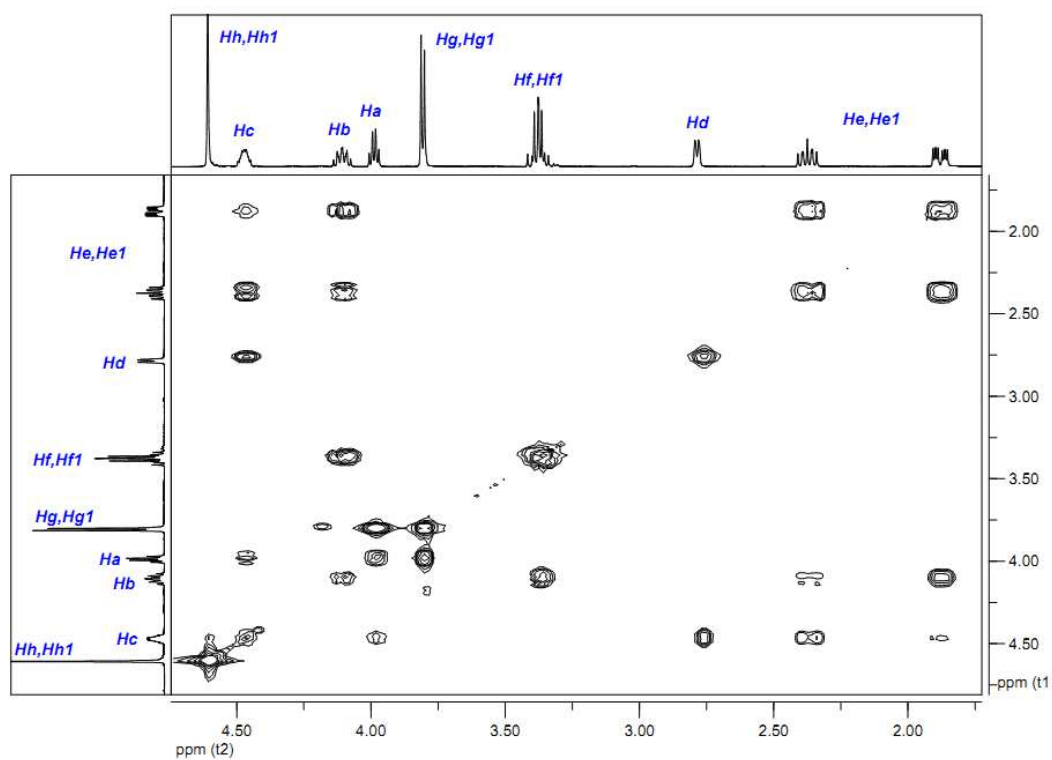 Hh,Hh1
Hg,Hg1
Hf,Hf1
Ha
Hc
Hb
Hd
He,He1
He,He1
Hd
Hf,Hf1
Hg,Hg1
Ha
Hb
Hc
Hh,Hh1
2.00
2.50
3.00
3.50
4.00
4.50
ppm (t1
4.50
4.00
3.50
3.00
2.50
2.00
ppm (t2)